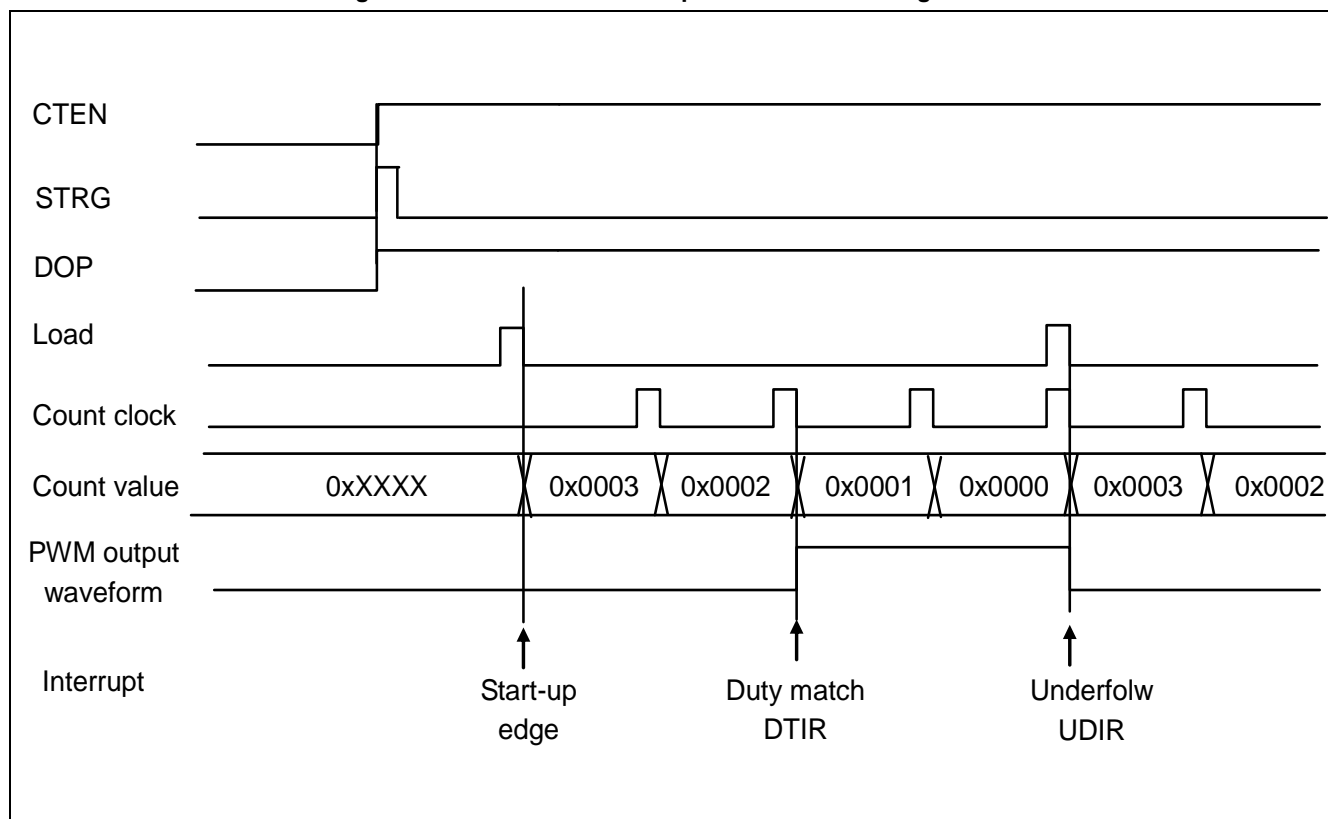 CTEN
STRG
DOP
Load
Count clock
Count value
0xXXXX
0x0003
0x0002
0x0001
0x0000
0x0003
0x0002
PWM output
waveform
Interrupt
Start-up
edge
Duty match
DTIR
Underfolw
UDIR